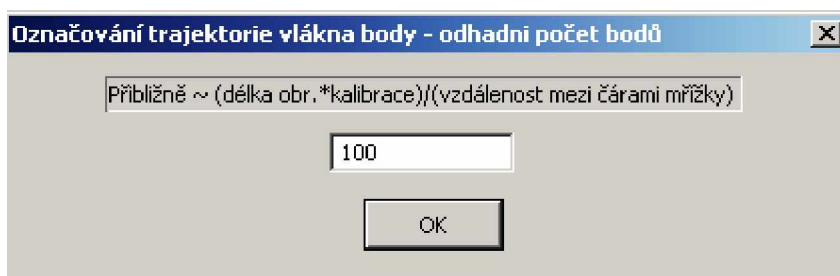 Označování trajektorie vlákna body - odhadni počet bodů
Přibližně ~ (délka obr.*kalibrace)/(vzdálenost mezi čárami mřížky)
100
OK